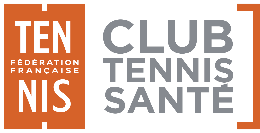 TEN
FÉDÉRATION
FRANÇAISE
NIS
CLUB
TENNIS
SANTÉ